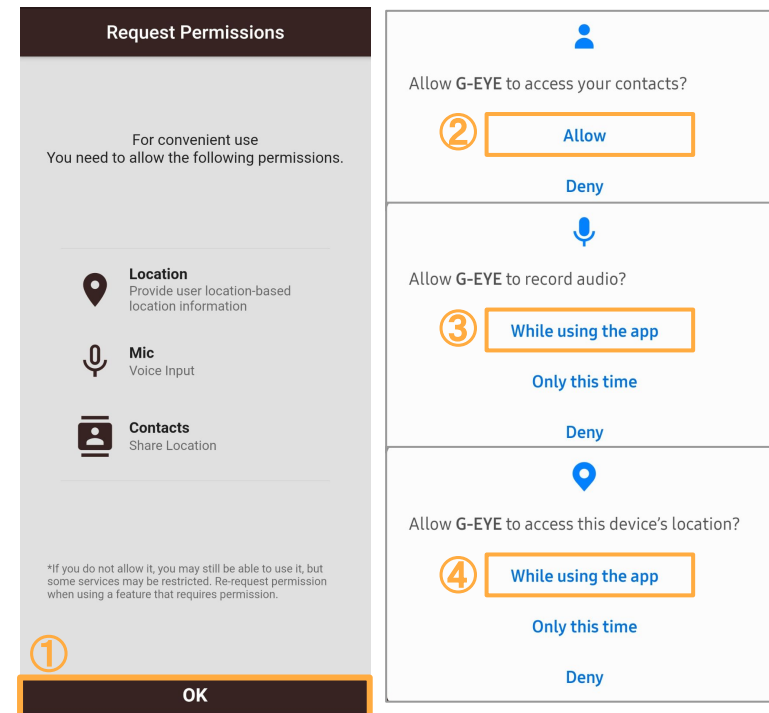 Request Permissions
For convenient use
You need to allow the following permissions.
Location
Provide user location-based
location information
Mic
Voice Input
Contacts
Share Location
*If you do not allow it, you may still be able to use it, but
some services may be restricted. Re-request permission
when using a feature that requires permission.
①
OK
Allow G-EYE to access your contacts?
② Allow
Deny
Allow G-EYE to record audio?
③ While using the app
Only this time
Deny
Allow G-EYE to access this device's location?
④ While using the app
Only this time
Deny